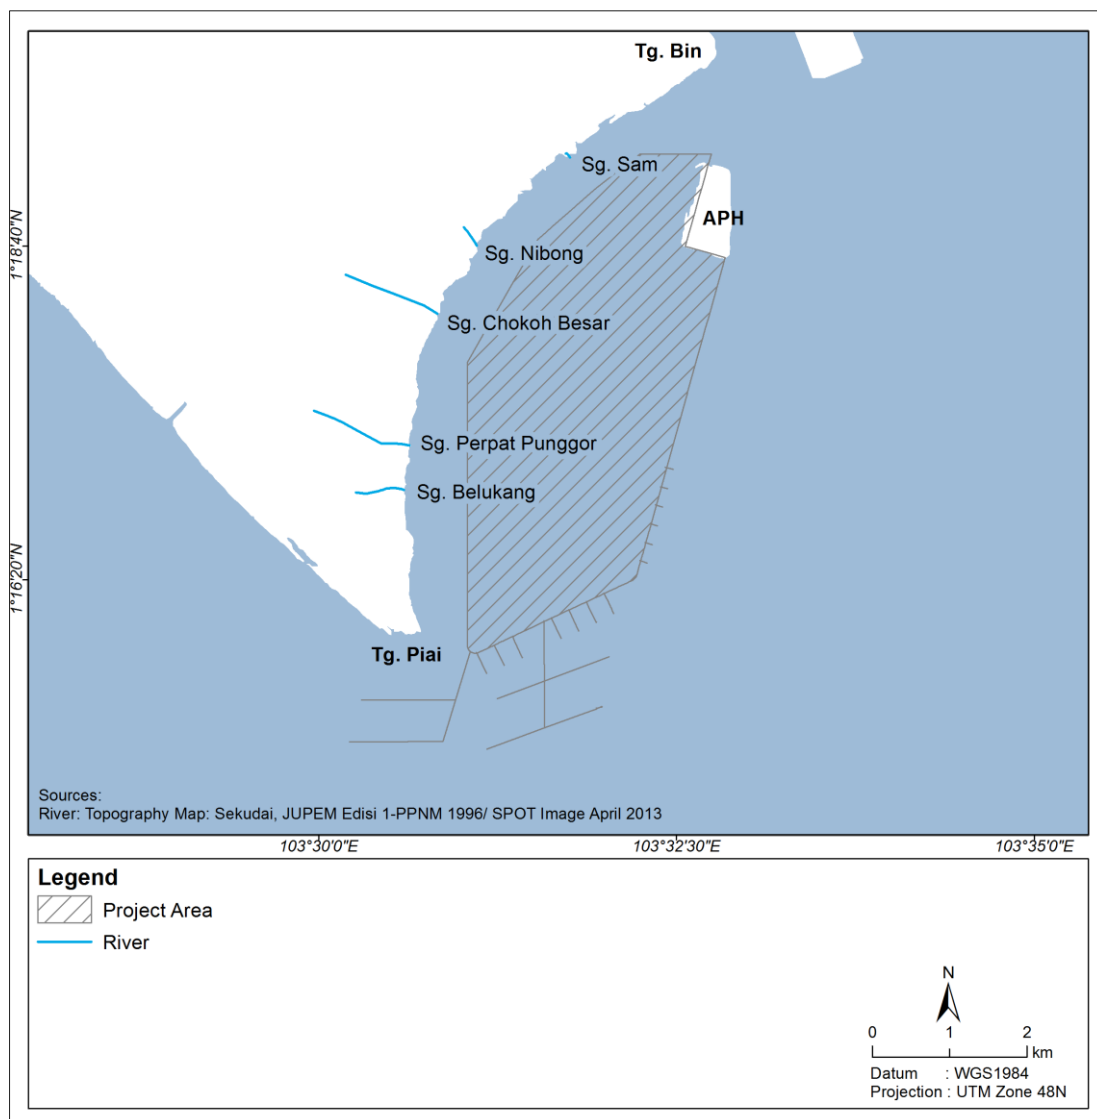 Tg. Bin
Sg. Sam
APH
Sg. Nibong
Sg. Chokoh Besar
Sg. Perpat Punggor
Sg. Belukang
Tg. Piai
1°18'40"N
1°16'20"N
Sources:
River: Topography Map: Sekudai, JUPEM Edisi 1-PPNM 1996/ SPOT Image April 2013
103°30'0"E
103°32'30"E
103°35'0"E
Legend
Project Area
River
N
0 1 2
km
Datum : WGS1984
Projection : UTM Zone 48N